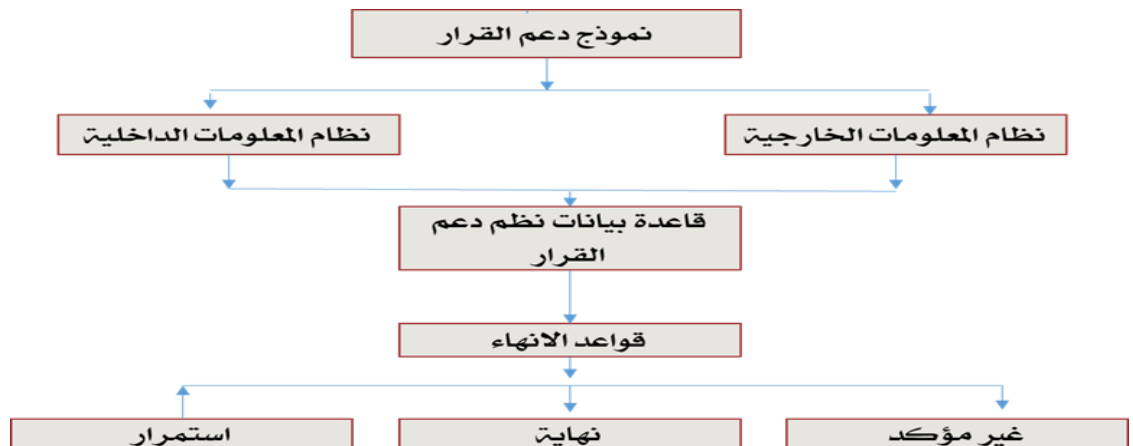 نموذج دعم القرار
نظام المعلومات الخارجية
نظام المعلومات الداخلية
قاعدة بيانات نظم دعم
القرار
قواعد الانهاء
غير مؤكد
نهاية
استمرار